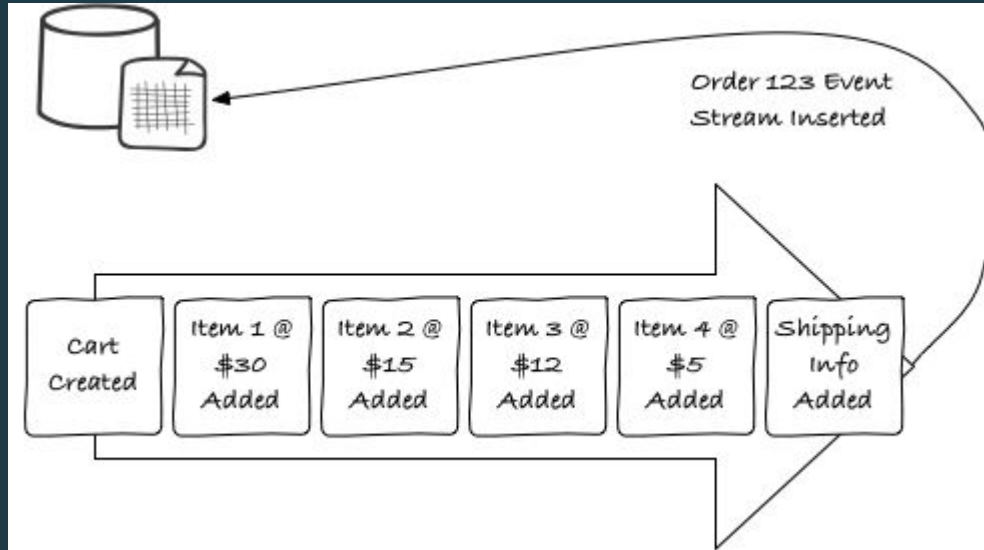 Order 123 Event
Stream Inserted
Cart
Created
Item 1 @
$30
Added
Item 2 @
$15
Added
Item 3 @
$12
Added
Item 4 @
$5
Added
Shipping
Info
Added